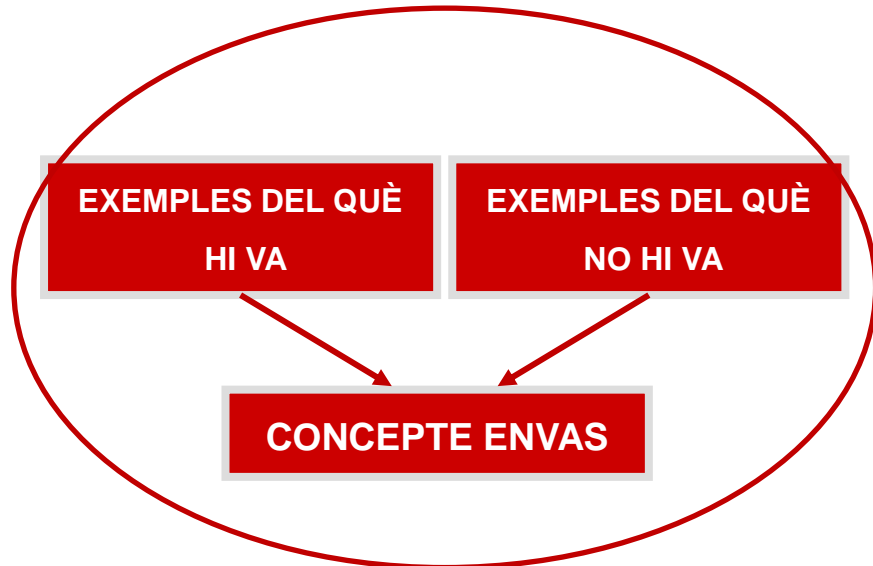 EXEMPLES DEL QUÈ
HI VA
EXEMPLES DEL QUÈ
NO HI VA
CONCEPTE ENVAS